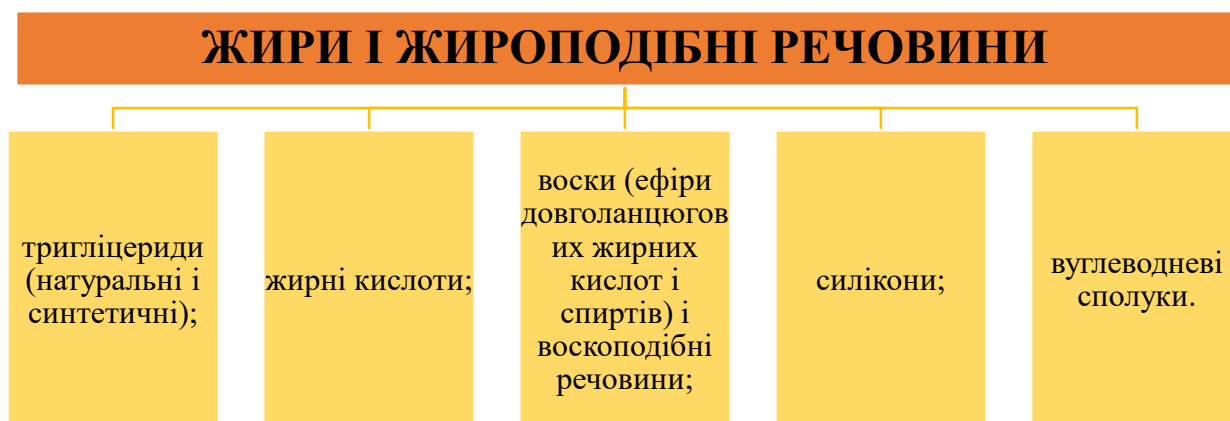 ЖИРИ І ЖИРОПОДІБНІ РЕЧОВИНИ
тригліцериди
(натуральні і
синтетичні);
жирні кислоти;
воски (ефіри
довголанцюгов
их жирних
кислот і
спиртів) і
воскоподібні
речовини;
силікони;
вуглеводневі
сполуки.